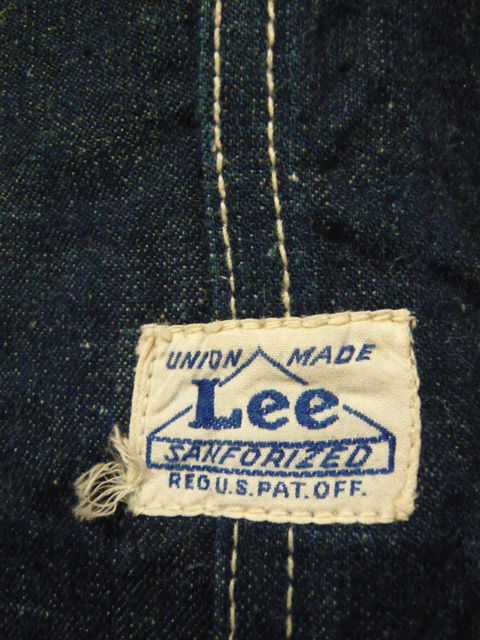 UNION MADE
Lee
SANFORIZED
REG U.S. PAT. OFF.